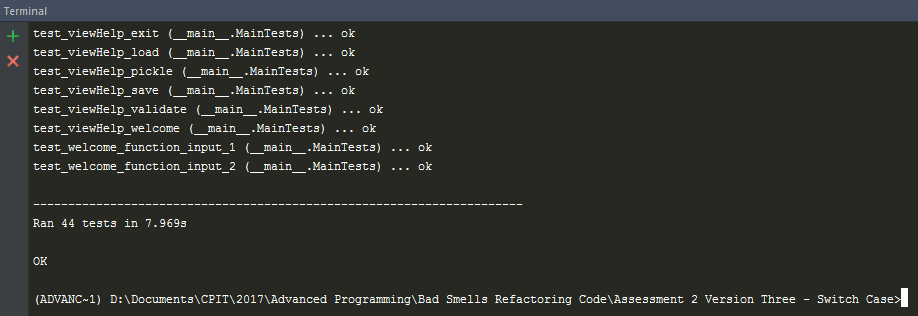 Terminal
test_viewHelp_exit (__main__.MainTests) ... ok
test_viewHelp_load (__main__.MainTests) ... ok
test_viewHelp_pickle (__main__.MainTests) ... ok
test_viewHelp_save (__main__.MainTests) ... ok
test_viewHelp_validate (__main__.MainTests) ... ok
test_viewHelp_welcome (__main__.MainTests) ... ok
test_welcome_function_input_1 (__main__.MainTests) ... ok
test_welcome_function_input_2 (__main__.MainTests) ... ok
----------------------------------------------------------------------
Ran 44 tests in 7.969s
OK
(ADVANC~1) D:\Documents\CPIT\2017\Advanced Programming\Bad Smells Refactoring Code\Assessment 2 Version Three - Switch Case>